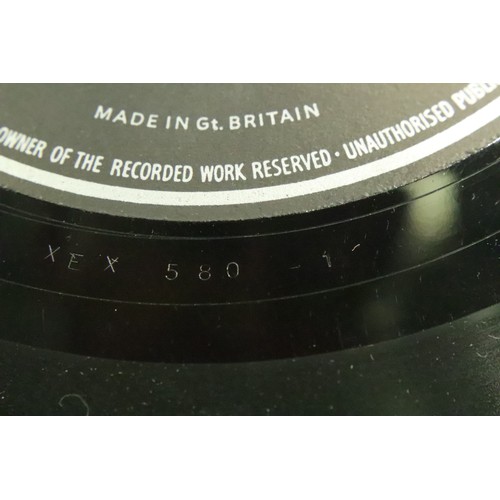 MADE IN Gt. BRITAIN
OWNER OF THE RECORDED WORK RESERVED · UNAUTHORISED
XEX 580 -1